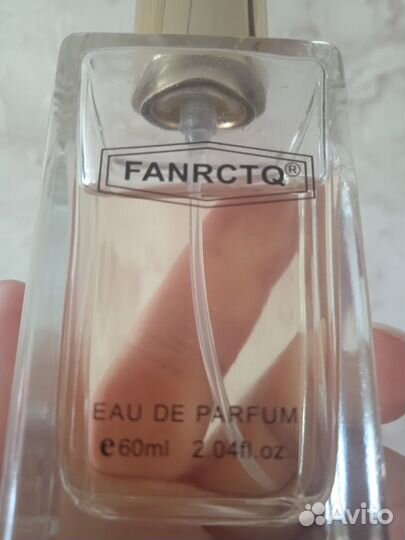 FANRCTQ®
EAU DE PARFUM
℮60ml 2.04fl.oz
Avito